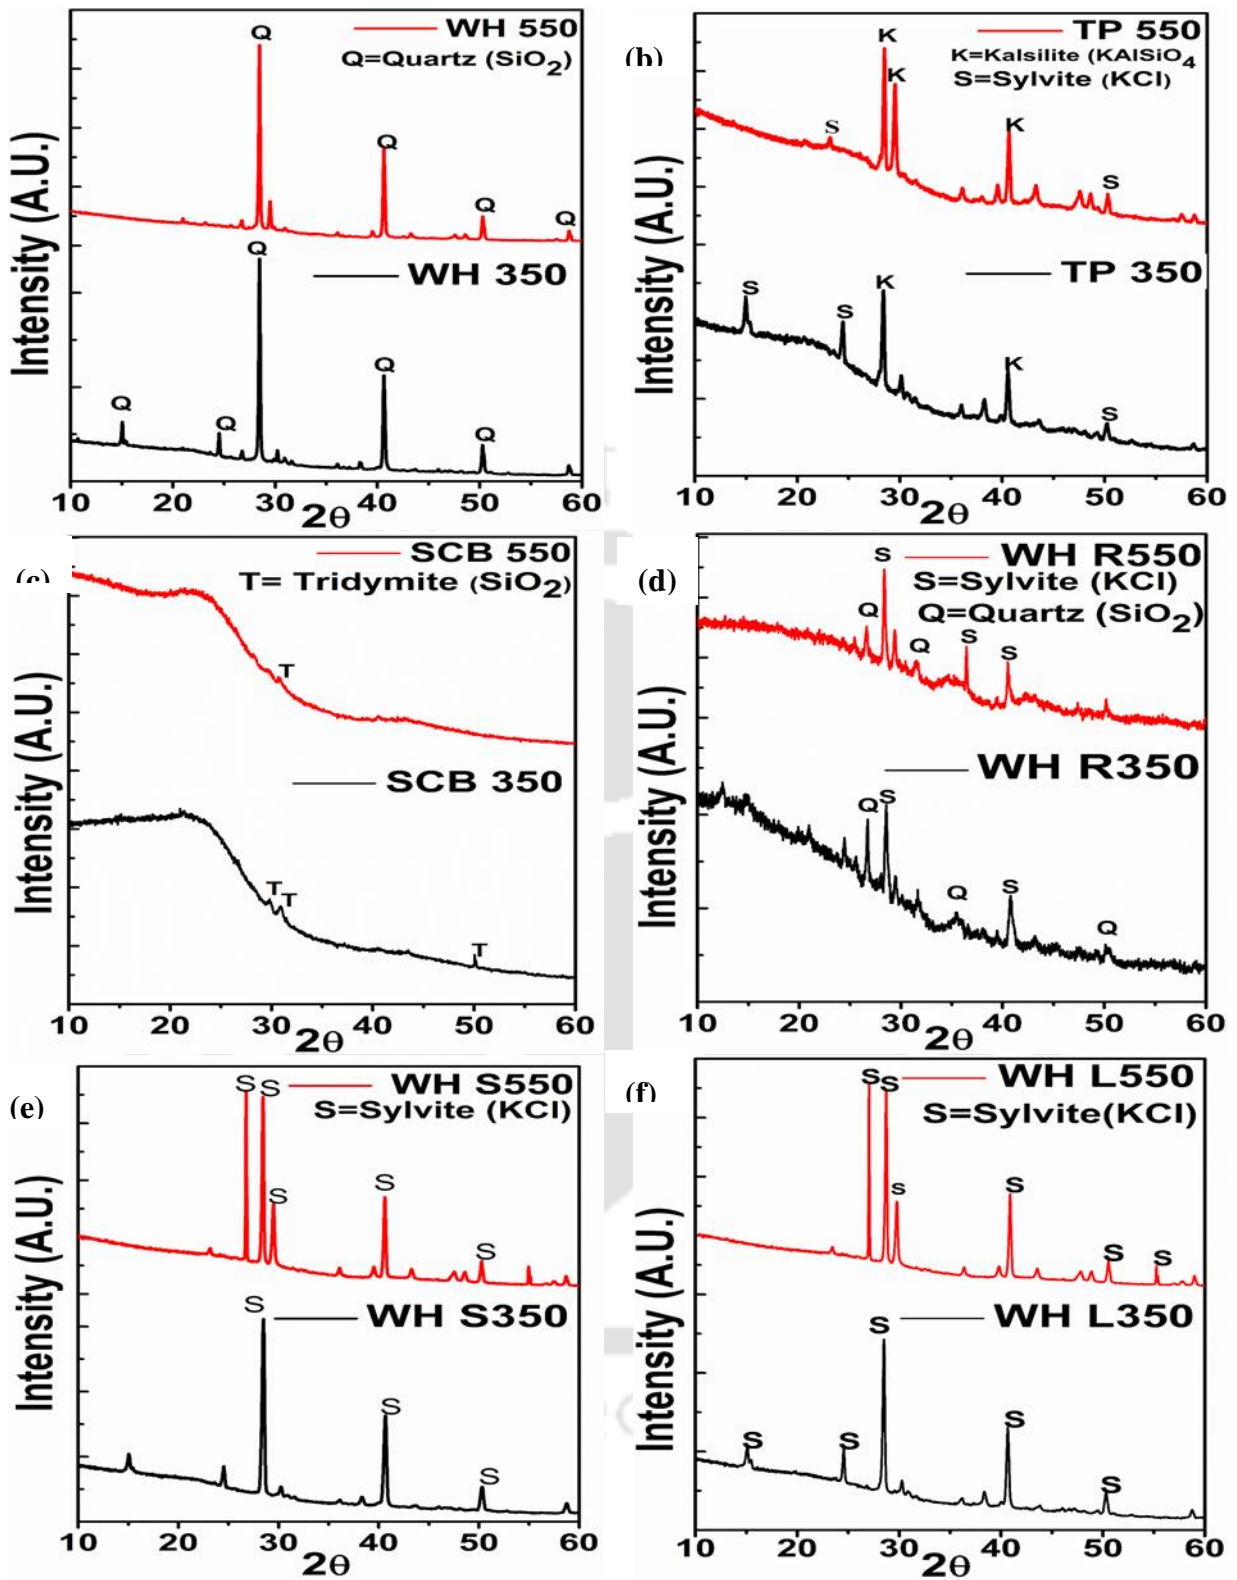 WH 550
Q=Quartz (SiO2)
Q
Q
Q
Q
WH 350
Q
Q
Q
Q
Q
Intensity (A.U.)
10 20 30 40 50 60
2θ
(b)
TP 550
K=Kalsilite (KAlSiO4
S=Sylvite (KCl)
K
K
S
K
S
TP 350
S
S
K
K
S
Intensity (A.U.)
10 20 30 40 50 60
2θ
(c)
SCB 550
T= Tridymite (SiO2)
T
SCB 350
T
T
T
Intensity (A.U.)
10 20 30 40 50 60
2θ
(d)
WH R550
S=Sylvite (KCl)
Q=Quartz (SiO2)
S
Q
Q
S
S
WH R350
Q
S
Q
S
Q
Intensity (A.U.)
10 20 30 40 50 60
2θ
(e)
WH S550
S=Sylvite (KCl)
S
S
S
S
S
WH S350
S
S
S
Intensity (A.U.)
10 20 30 40 50 60
2θ
(f)
WH L550
S=Sylvite(KCl)
S
S
S
S
S
S
WH L350
S
S
S
S
S
Intensity (A.U.)
10 20 30 40 50 60
2θ